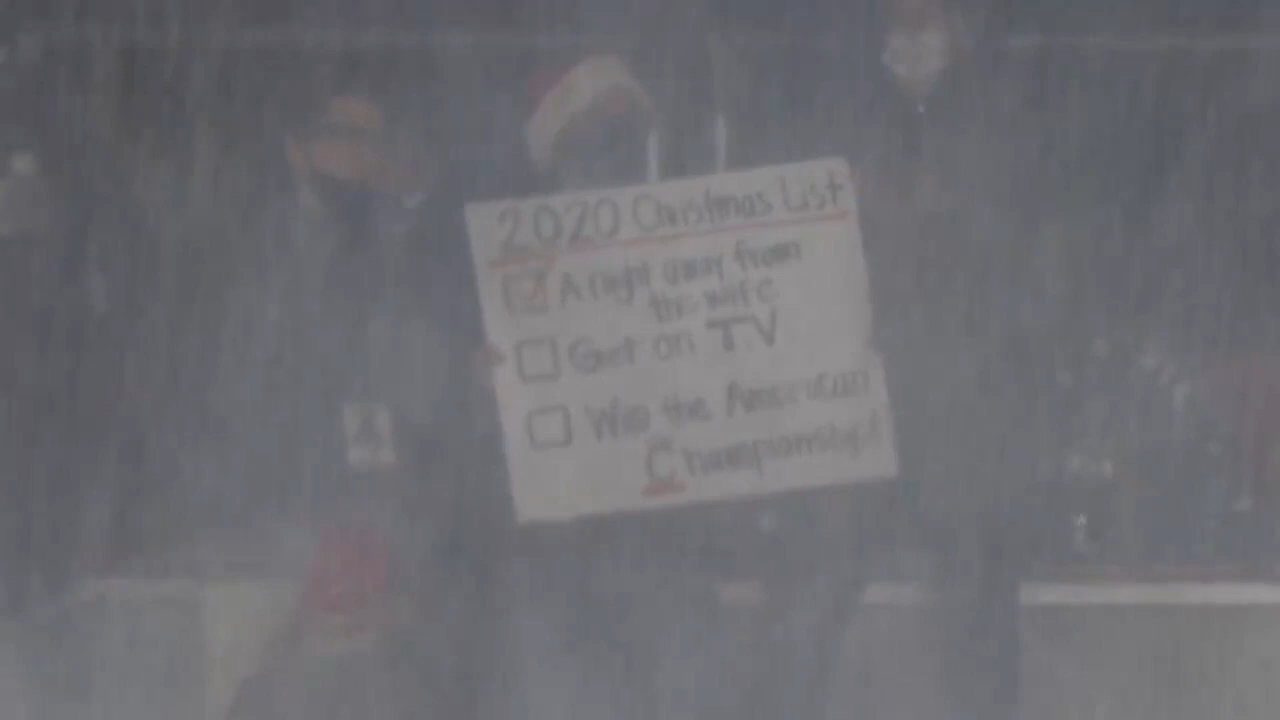 2020 Christmas List
A night away from
the wife
Get on TV
Win the American
Championship!